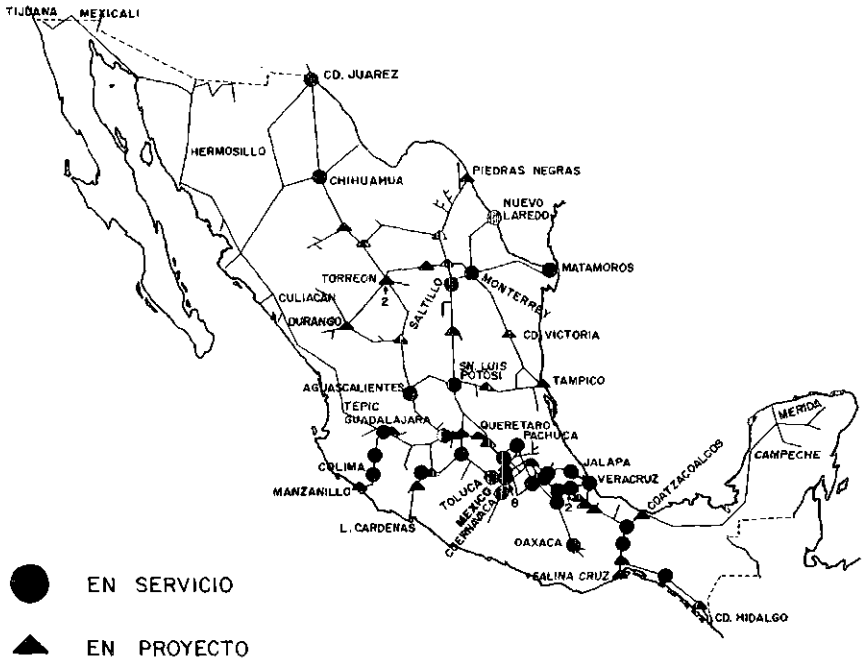 TIJUANA
MEXICALI
CD. JUAREZ
HERMOSILLO
CHIHUAHUA
PIEDRAS NEGRAS
NUEVO
LAREDO
MATAMOROS
TORREON
2
SALTILLO
MONTERREY
CULIACAN
DURANGO
CD. VICTORIA
SN. LUIS
POTOSI
TAMPICO
AGUASCALIENTES
TEPIC
GUADALAJARA
QUERETARO
PACHUCA
MERIDA
CAMPECHE
COLIMA
MANZANILLO
JALAPA
VERACRUZ
COATZACOALCOS
TOLUCA
MEXICO
CUERNAVACA
8
2
L. CARDENAS
OAXACA
SALINA CRUZ
CD. HIDALGO
EN SERVICIO
EN PROYECTO